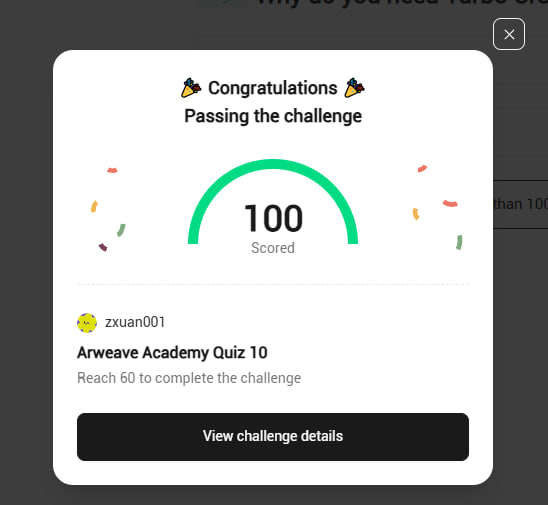 Why do you need Turbo Cre
Congratulations
Passing the challenge
100
Scored
than 100
zxuan001
Arweave Academy Quiz 10
Reach 60 to complete the challenge
View challenge details